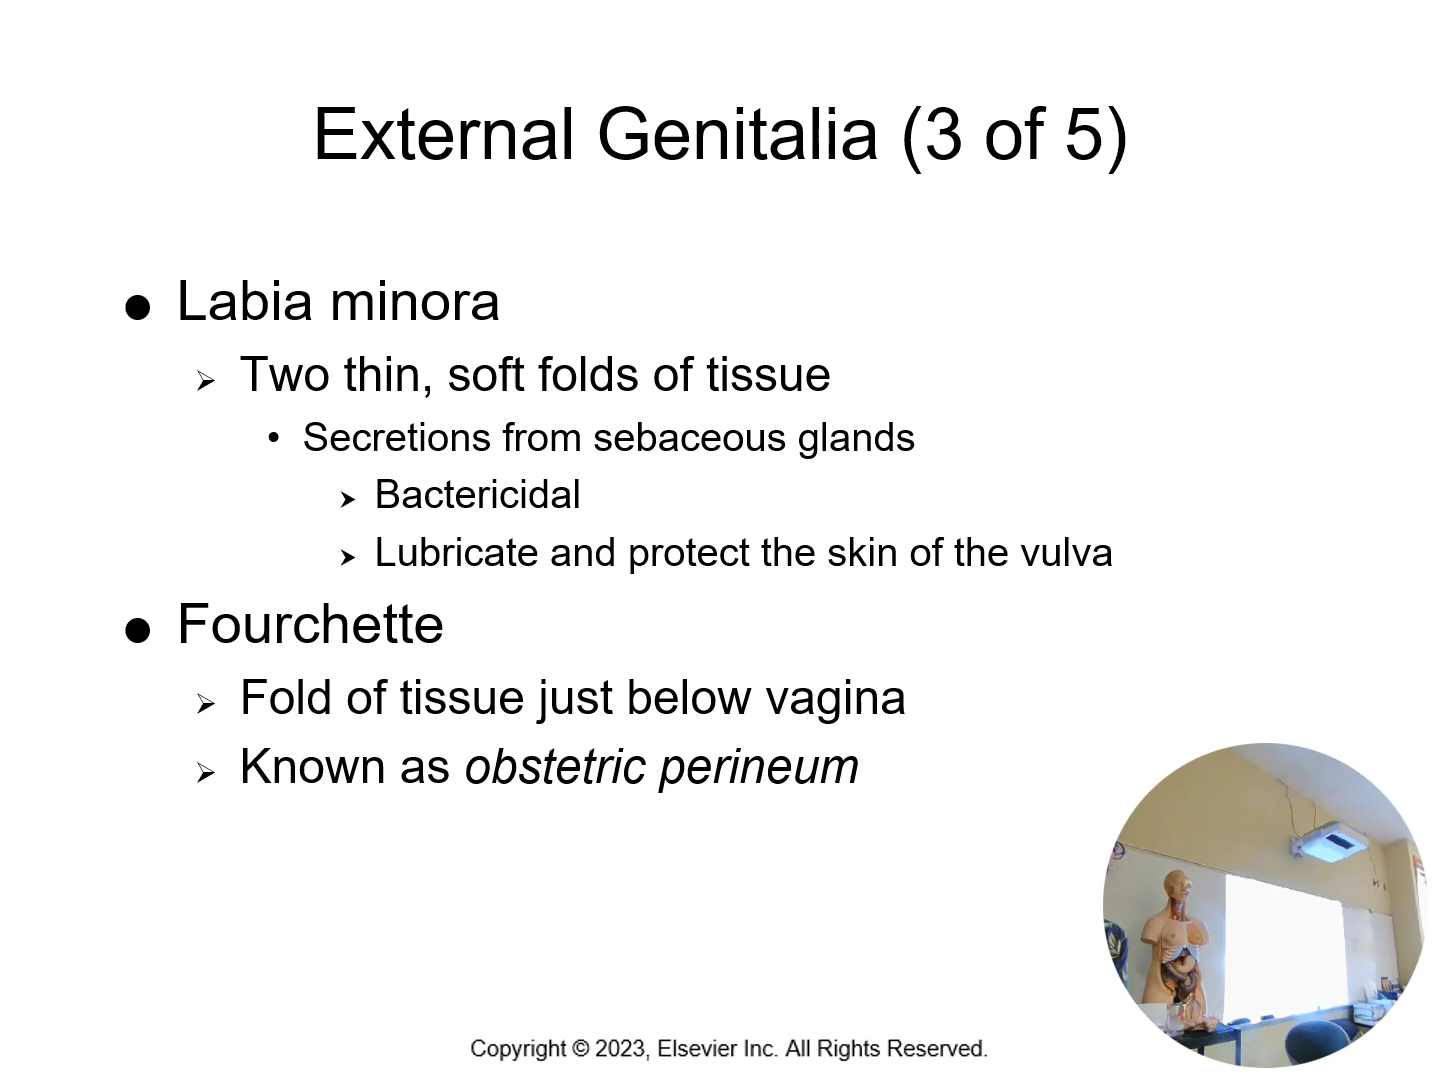 External Genitalia (3 of 5)
● Labia minora
➢ Two thin, soft folds of tissue
• Secretions from sebaceous glands
➤ Bactericidal
➤ Lubricate and protect the skin of the vulva
● Fourchette
➢ Fold of tissue just below vagina
➢ Known as obstetric perineum
Copyright © 2023, Elsevier Inc. All Rights Reserved.